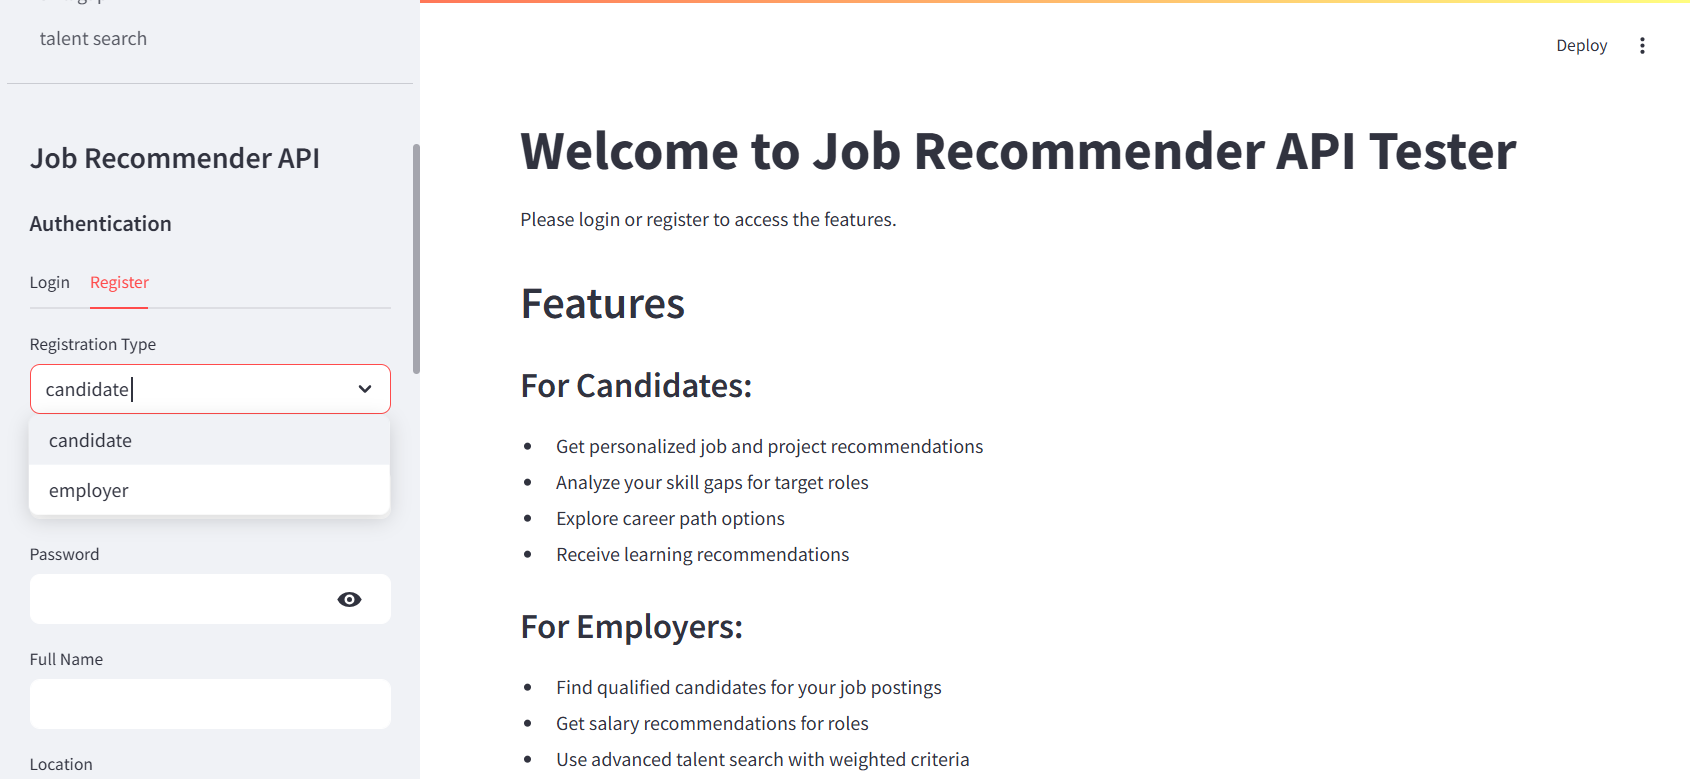 talent search
Job Recommender API
Authentication
Login Register
Registration Type
candidate
candidate
employer
Password
Full Name
Location
Deploy
Welcome to Job Recommender API Tester
Please login or register to access the features.
Features
For Candidates:
• Get personalized job and project recommendations
• Analyze your skill gaps for target roles
• Explore career path options
• Receive learning recommendations
For Employers:
• Find qualified candidates for your job postings
• Get salary recommendations for roles
• Use advanced talent search with weighted criteria